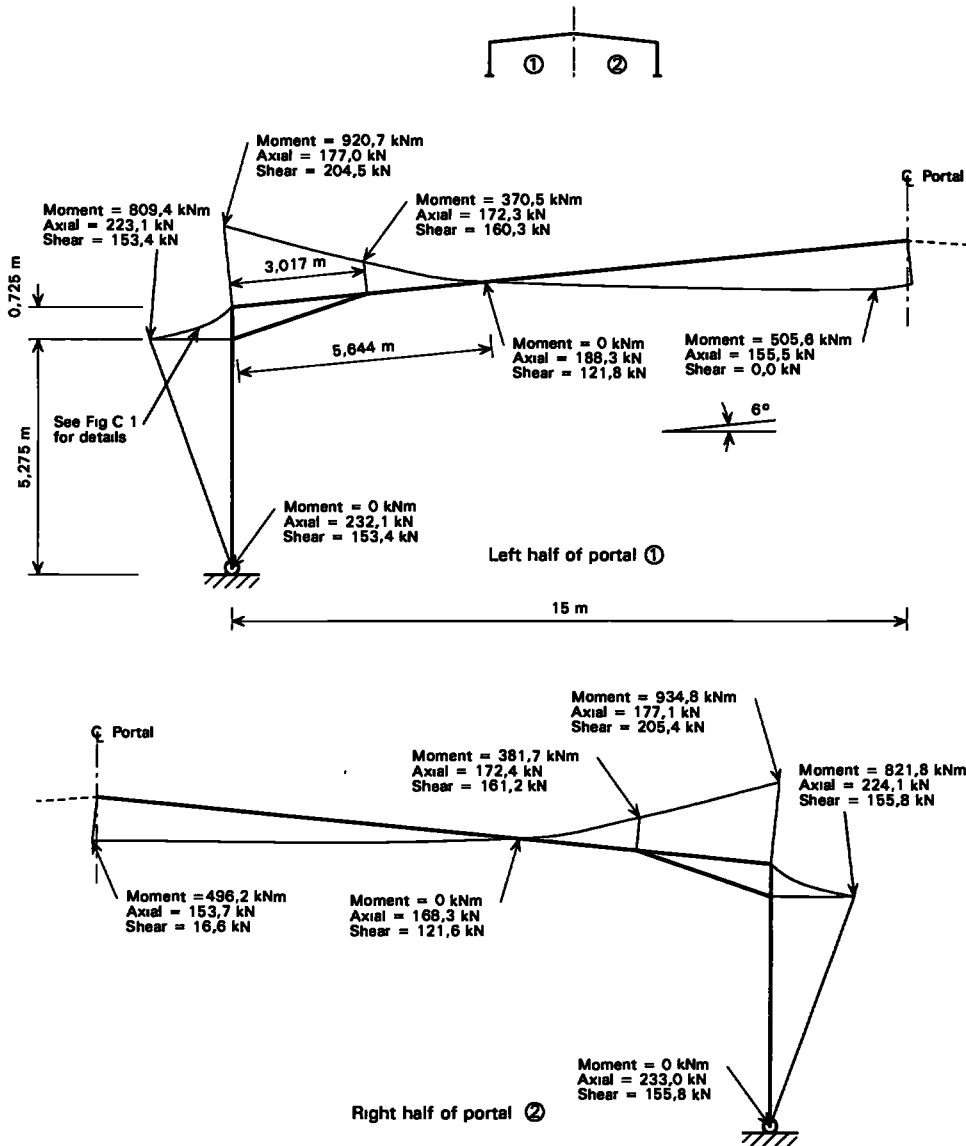 ① ②
Moment = 920,7 kNm
Axial = 177,0 kN
Shear = 204,5 kN
Moment = 370,5 kNm
Axial = 172,3 kN
Shear = 160,3 kN
℄ Portal
Moment = 809,4 kNm
Axial = 223,1 kN
Shear = 153,4 kN
3,017 m
0,725 m
5,644 m
Moment = 0 kNm
Axial = 188,3 kN
Shear = 121,8 kN
Moment = 505,6 kNm
Axial = 155,5 kN
Shear = 0,0 kN
6°
See Fig C 1
for details
5,275 m
Moment = 0 kNm
Axial = 232,1 kN
Shear = 153,4 kN
Left half of portal ①
15 m
℄ Portal
Moment = 934,8 kNm
Axial = 177,1 kN
Shear = 205,4 kN
Moment = 381,7 kNm
Axial = 172,4 kN
Shear = 161,2 kN
Moment = 821,8 kNm
Axial = 224,1 kN
Shear = 155,8 kN
Moment =496,2 kNm
Axial = 153,7 kN
Shear = 16,6 kN
Moment = 0 kNm
Axial = 168,3 kN
Shear = 121,6 kN
Moment = 0 kNm
Axial = 233,0 kN
Shear = 155,8 kN
Right half of portal ②